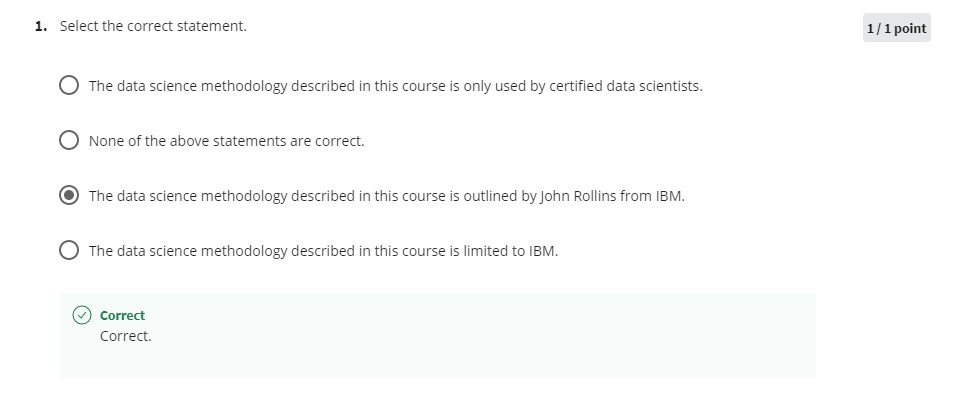 1. Select the correct statement.
1 / 1 point
The data science methodology described in this course is only used by certified data scientists.
None of the above statements are correct.
The data science methodology described in this course is outlined by John Rollins from IBM.
The data science methodology described in this course is limited to IBM.
Correct
Correct.